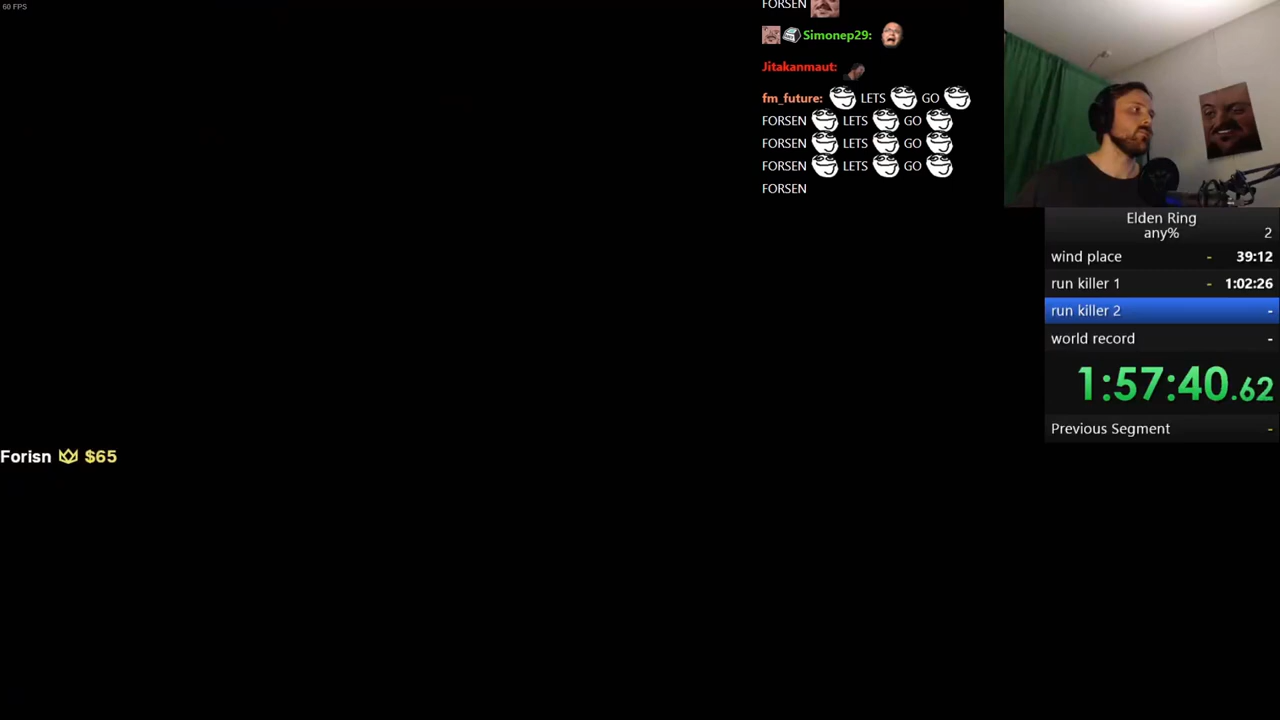 60 FPS
FORSEN
Simonep29:
Jitakanmaut:
fm_future: LETS GO
FORSEN LETS GO
FORSEN LETS GO
FORSEN LETS GO
FORSEN
Elden Ring
any% 2
wind place - 39:12
run killer 1 - 1:02:26
run killer 2 -
world record -
1:57:40.62
Previous Segment -
Forisn $65